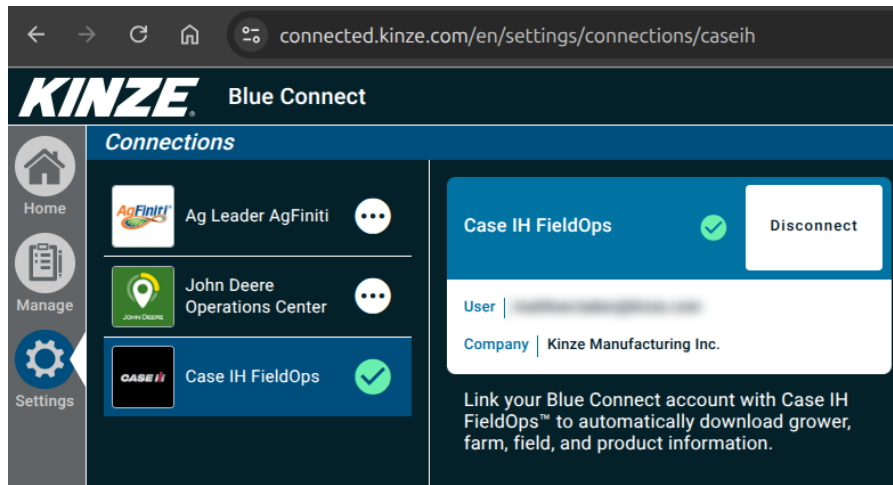 connected.kinze.com/en/settings/connections/caseih
KINZE® Blue Connect
Connections
Home
Manage
Settings
AgFiniti
Ag Leader AgFiniti
JOHN DEERE
John Deere
Operations Center
CASE IH
Case IH FieldOps
Case IH FieldOps
Disconnect
User
Company Kinze Manufacturing Inc.
Link your Blue Connect account with Case IH
FieldOps™ to automatically download grower,
farm, field, and product information.